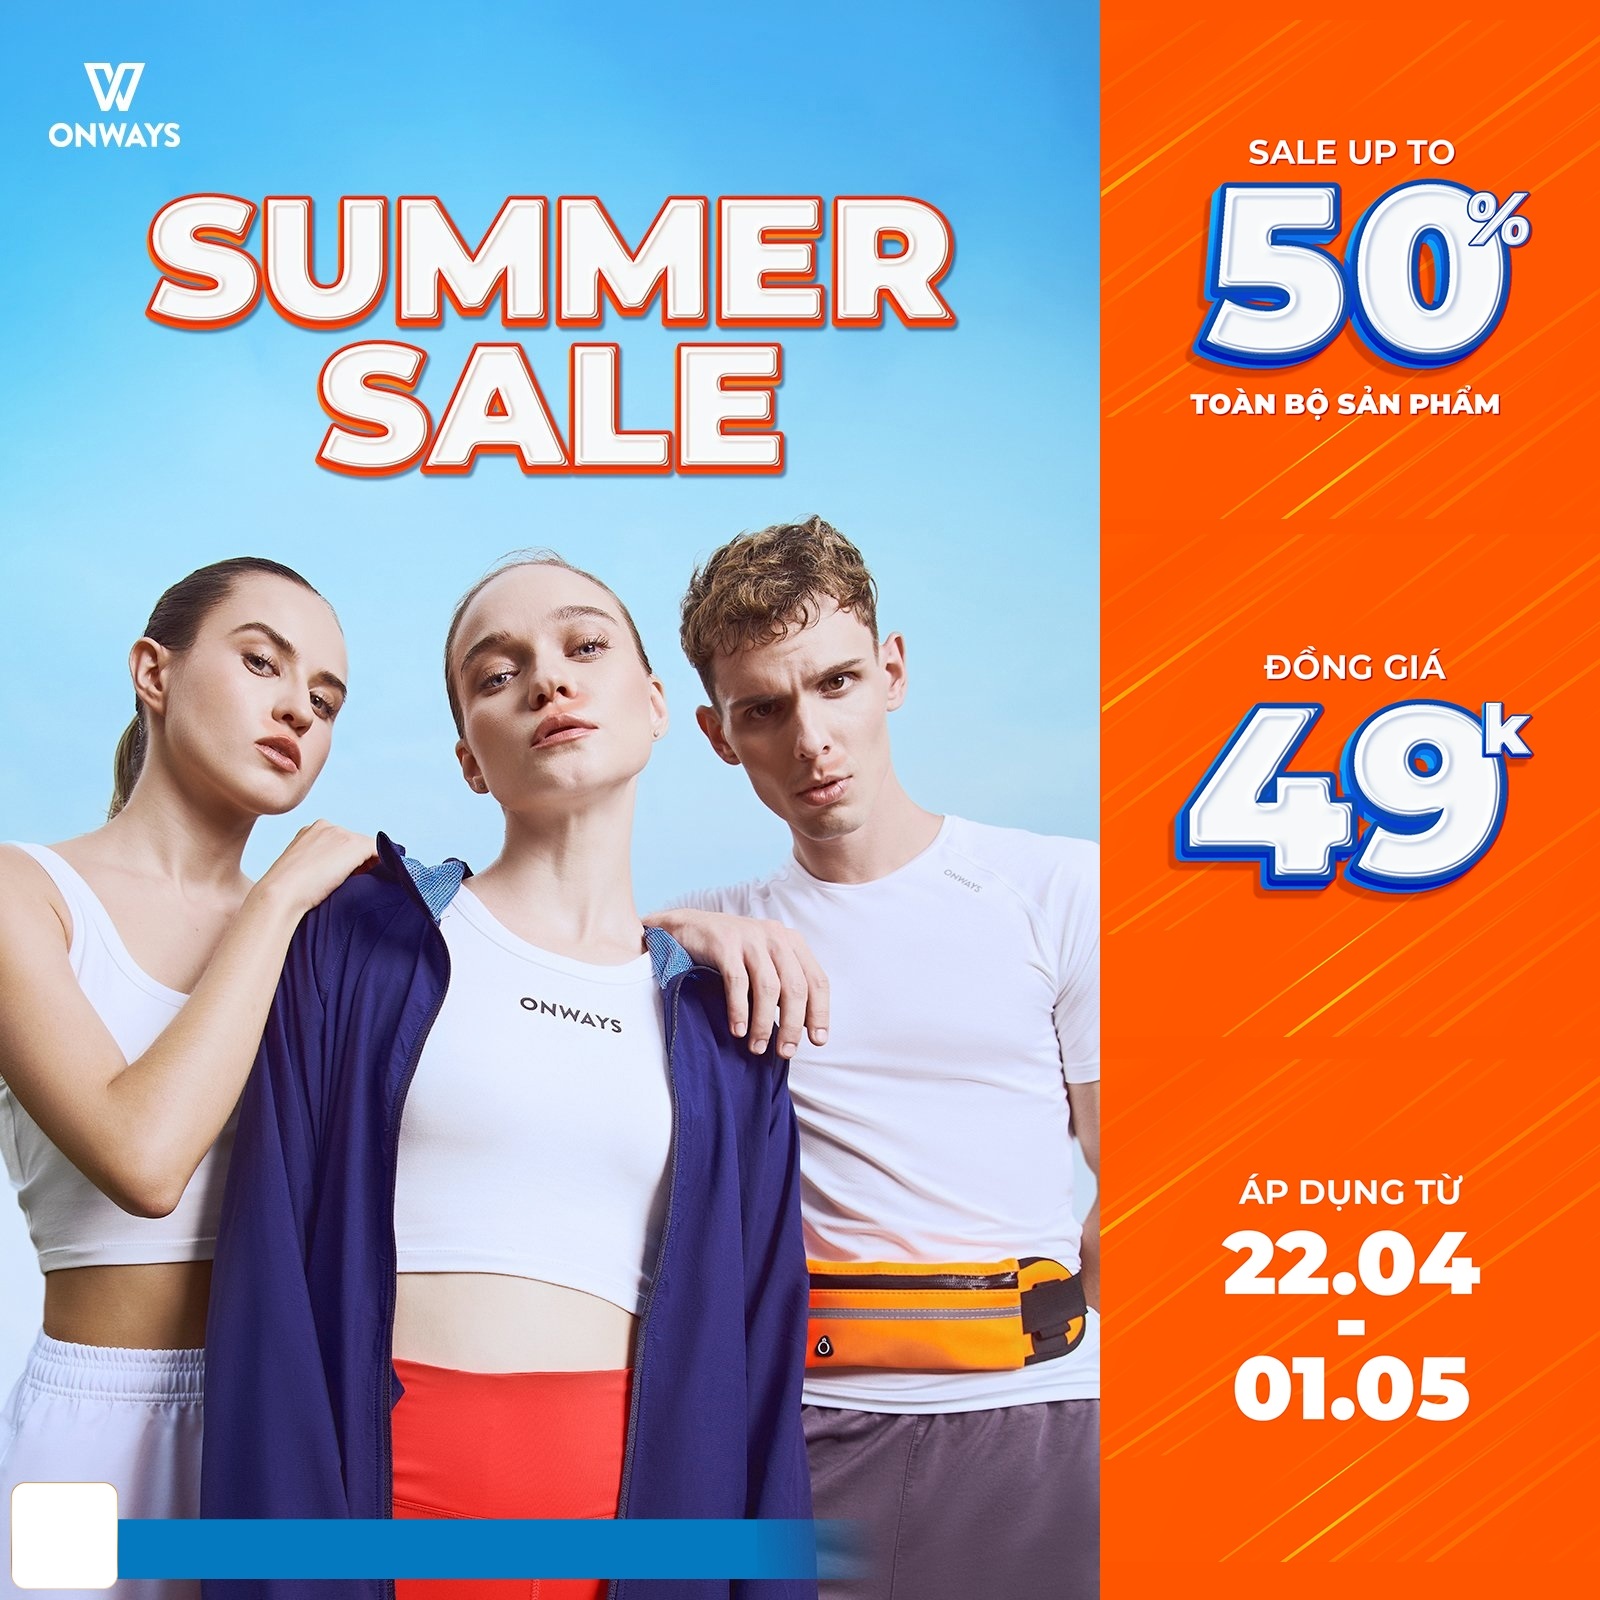 ONWAYS
SUMMER
SALE
ONWAYS
ONWAYS
SALE UP TO
50%
TOÀN BỘ SẢN PHẨM
ĐỒNG GIÁ
49k
ÁP DỤNG TỪ
22.04
-
01.05